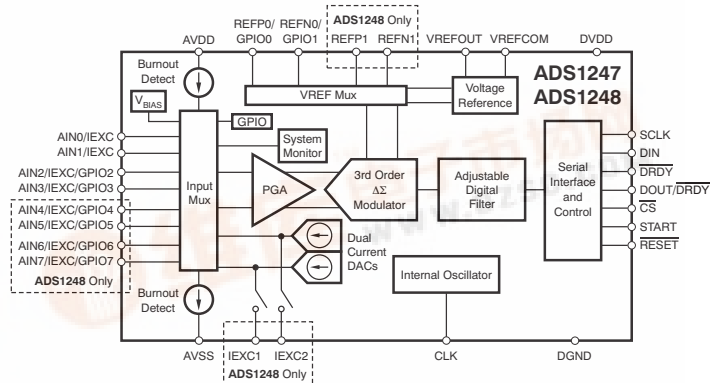 REFP0/ REFN0/ ADS1248 Only
AVDD GPIO0 GPIO1 REFP1 REFN1 VREFOUT VREFCOM DVDD
Burnout
Detect
VBIAS
VREF Mux
Voltage
Reference
ADS1247
ADS1248
GPIO
System
Monitor
AIN0/IEXC
AIN1/IEXC
AIN2/IEXC/GPIO2
AIN3/IEXC/GPIO3
AIN4/IEXC/GPIO4
AIN5/IEXC/GPIO5
AIN6/IEXC/GPIO6
AIN7/IEXC/GPIO7
ADS1248 Only
Input
Mux
PGA
3rd Order
ΔΣ
Modulator
Adjustable
Digital
Filter
Serial
Interface
and
Control
SCLK
DIN
DRDY
DOUT/DRDY
CS
START
RESET
Dual
Current
DACs
Internal Oscillator
Burnout
Detect
AVSS IEXC1 IEXC2 CLK DGND
ADS1248 Only